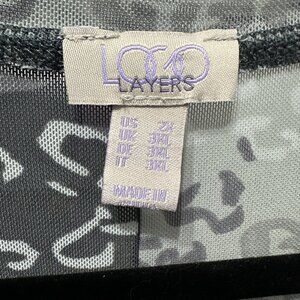 LOGO
LAYERS
US 2X
UK 3XL
DE 3XL
IT 3XL
MADE IN